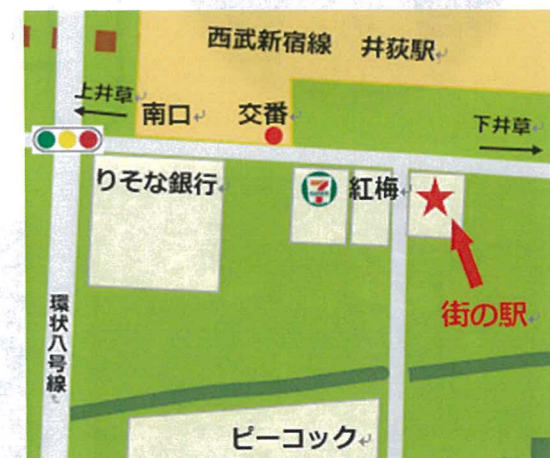 西武新宿線 井荻駅
上井草
南口
交番
下井草
りそな銀行
7
紅梅
街の駅
環状八号線
ピーコック